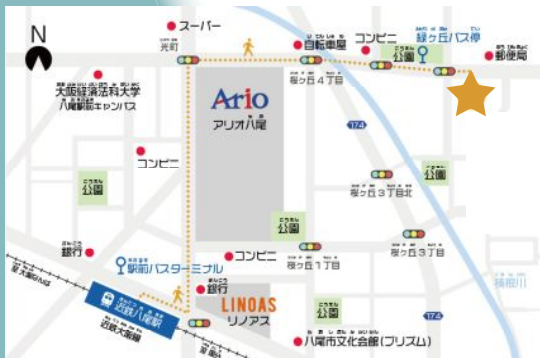 N
スーパー
光町
自転車屋
コンビニ
公園
緑ヶ丘バス停
郵便局
大阪経済法科大学
八尾駅前キャンパス
Ario
アリオ八尾
桜ヶ丘4丁目
174
コンビニ
公園
桜ヶ丘3丁目北
174
公園
公園
銀行
駅前バスターミナル
コンビニ
桜ヶ丘1丁目
桜ヶ丘3丁目
近鉄八尾駅
近鉄大阪線
銀行
LINOAS
リノアス
公園
八尾市文化会館(プリズム)